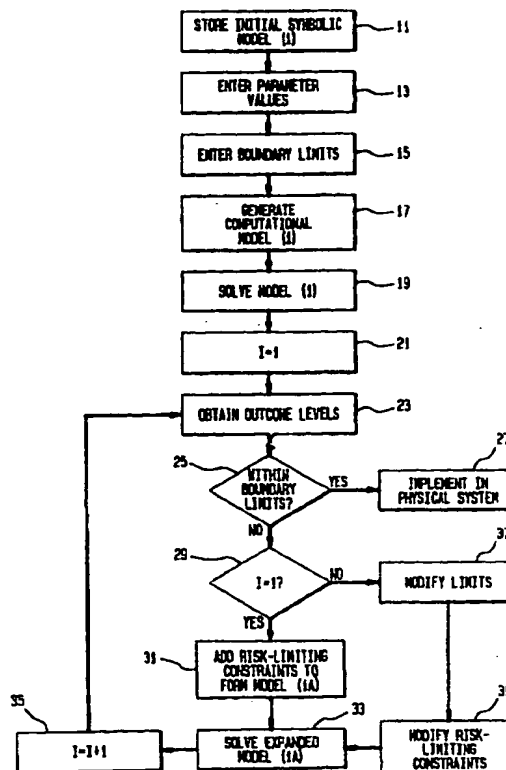 STORE INITIAL SYMBOLIC
MODEL (1)
11
ENTER PARAMETER
VALUES
13
ENTER BOUNDARY LIMITS
15
GENERATE
COMPUTATIONAL
MODEL (1)
17
SOLVE MODEL (1)
19
I=1
21
OBTAIN OUTCOME LEVELS
23
25
WITHIN
BOUNDARY
LIMITS?
YES
NO
IMPLEMENT IN
PHYSICAL SYSTEM
27
29
I=1?
NO
YES
MODIFY LIMITS
37
31
ADD RISK-LIMITING
CONSTRAINTS TO
FORM MODEL (1A)
35
I=I+1
33
SOLVE EXPANDED
MODEL (1A)
MODIFY RISK-
LIMITING
CONSTRAINTS